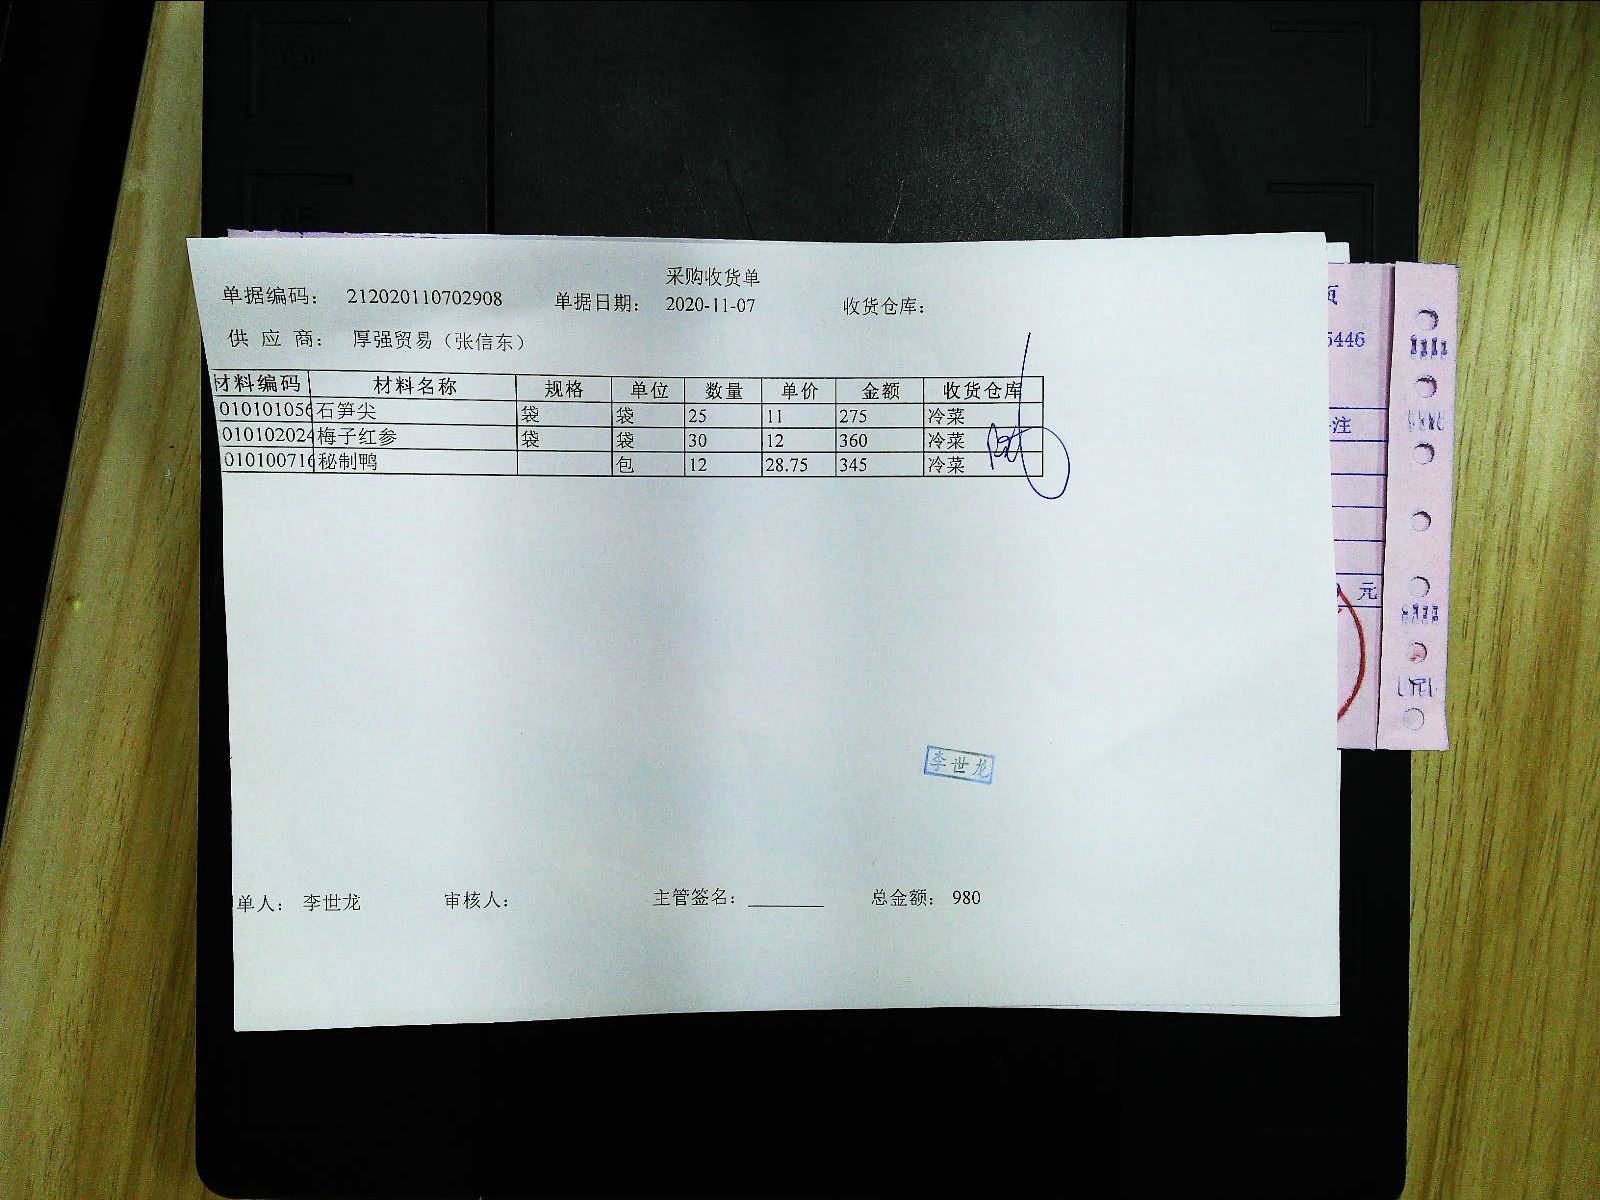 采购收货单
单据编码： 212020110702908 单据日期： 2020-11-07 收货仓库：
供 应 商： 厚强贸易（张信东）
材料编码 材料名称 规格 单位 数量 单价 金额 收货仓库
010101056 石笋尖 袋 袋 25 11 275 冷菜
010102024 梅子红参 袋 袋 30 12 360 冷菜
010100716 秘制鸭 包 12 28.75 345 冷菜
李世龙
单人： 李世龙 审核人： 主管签名： 总金额： 980
5446
注
元